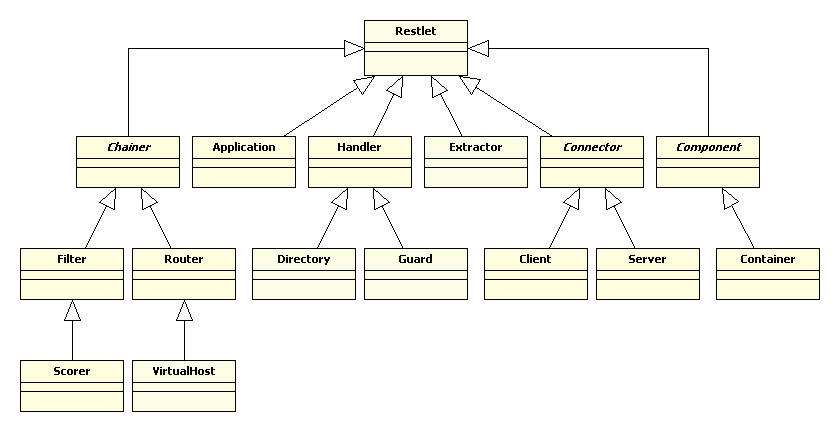 Restlet
Chainer
Application
Handler
Extractor
Connector
Component
Filter
Router
Directory
Guard
Client
Server
Container
Scorer
VirtualHost